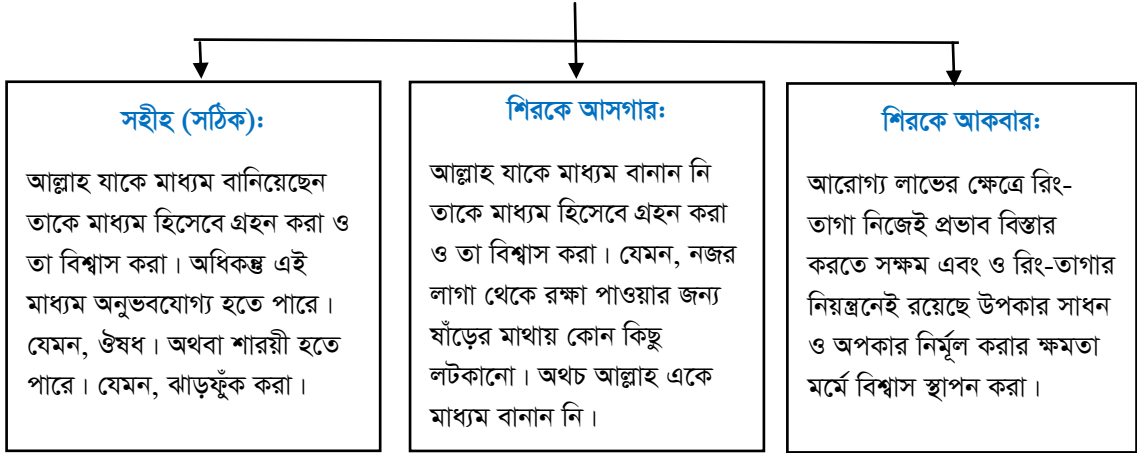 সহীহ (সঠিক):
আল্লাহ যাকে মাধ্যম বানিয়েছেন
তাকে মাধ্যম হিসেবে গ্রহন করা ও
তা বিশ্বাস করা। অধিকন্তু এই
মাধ্যম অনুভবযোগ্য হতে পারে।
যেমন, ঔষধ। অথবা শারয়ী হতে
পারে। যেমন, ঝাড়ফুঁক করা।
শিরকে আসগার:
আল্লাহ যাকে মাধ্যম বানান নি
তাকে মাধ্যম হিসেবে গ্রহন করা
ও তা বিশ্বাস করা। যেমন, নজর
লাগা থেকে রক্ষা পাওয়ার জন্য
ষাঁড়ের মাথায় কোন কিছু
লটকানো। অথচ আল্লাহ একে
মাধ্যম বানান নি।
শিরকে আকবার:
আরোগ্য লাভের ক্ষেত্রে রিং-
তাগা নিজেই প্রভাব বিস্তার
করতে সক্ষম এবং ও রিং-তাগার
নিয়ন্ত্রনেই রয়েছে উপকার সাধন
ও অপকার নির্মূল করার ক্ষমতা
মর্মে বিশ্বাস স্থাপন করা।